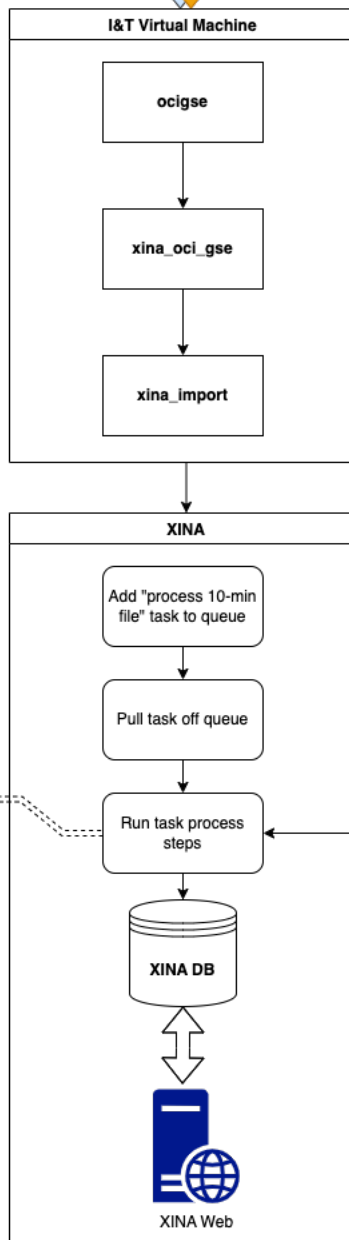 I&T Virtual Machine
ocigse
xina_oci_gse
xina_import
XINA
Add "process 10-min
file" task to queue
Pull task off queue
Run task process
steps
XINA DB
XINA Web